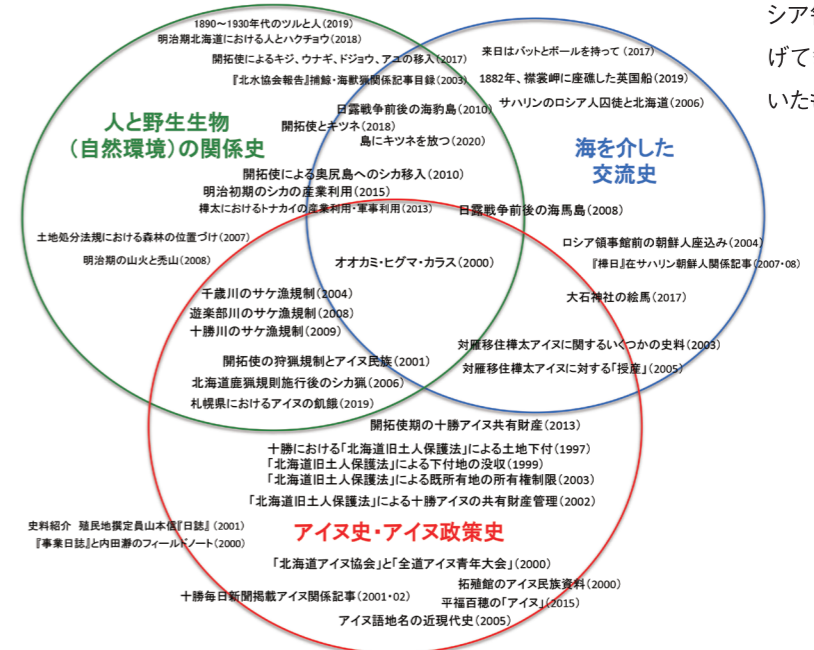 1890～1930年代のツルと人（2019）
明治期北海道における人とハクチョウ（2018）
開拓使によるキジ、ウナギ、ドジョウ、アユの移入（2017）
『北水協会報告』捕鯨・海獣猟関係記事目録（2003）
日露戦争前後の海豹島（2010）
開拓使とキツネ（2018）
島にキツネを放つ（2020）
人と野生生物
（自然環境）の関係史
開拓使による奥尻島へのシカ移入（2010）
明治初期のシカの産業利用（2015）
樺太におけるトナカイの産業利用・軍事利用（2013）
土地処分法規における森林の位置づけ（2007）
明治期の山火と禿山（2008）
来日はバットとボールを持って（2017）
1882年、襟裳岬に座礁した英国船（2019）
サハリンのロシア人囚徒と北海道（2006）
海を介した
交流史
日露戦争前後の海馬島（2008）
ロシア領事館前の朝鮮人座込み（2004）
『樺日』在サハリン朝鮮人関係記事（2007・08）
大石神社の絵馬（2017）
オオカミ・ヒグマ・カラス（2000）
千歳川のサケ漁規制（2004）
遊楽部川のサケ漁規制（2008）
十勝川のサケ漁規制（2009）
対雁移住樺太アイヌに関するいくつかの史料（2003）
対雁移住樺太アイヌに対する「授産」（2005）
開拓使の狩猟規制とアイヌ民族（2001）
北海道鹿猟規則施行後のシカ猟（2006）
札幌県におけるアイヌの飢餓（2019）
開拓使期の十勝アイヌ共有財産（2013）
十勝における「北海道旧土人保護法」による土地下付（1997）
「北海道旧土人保護法」による下付地の没収（1999）
「北海道旧土人保護法」による既所有地の所有権制限（2003）
「北海道旧土人保護法」による十勝アイヌの共有財産管理（2002）
史料紹介　殖民地撰定員山本信『日誌』（2001）
『事業日誌』と内田瀞のフィールドノート（2000）
アイヌ史・アイヌ政策史
「北海道アイヌ協会」と「全道アイヌ青年大会」（2000）
拓殖館のアイヌ民族資料（2000）
十勝毎日新聞掲載アイヌ関係記事（2001・02）
平福百穂の「アイヌ」（2015）
アイヌ語地名の近現代史（2005）
げて
いた